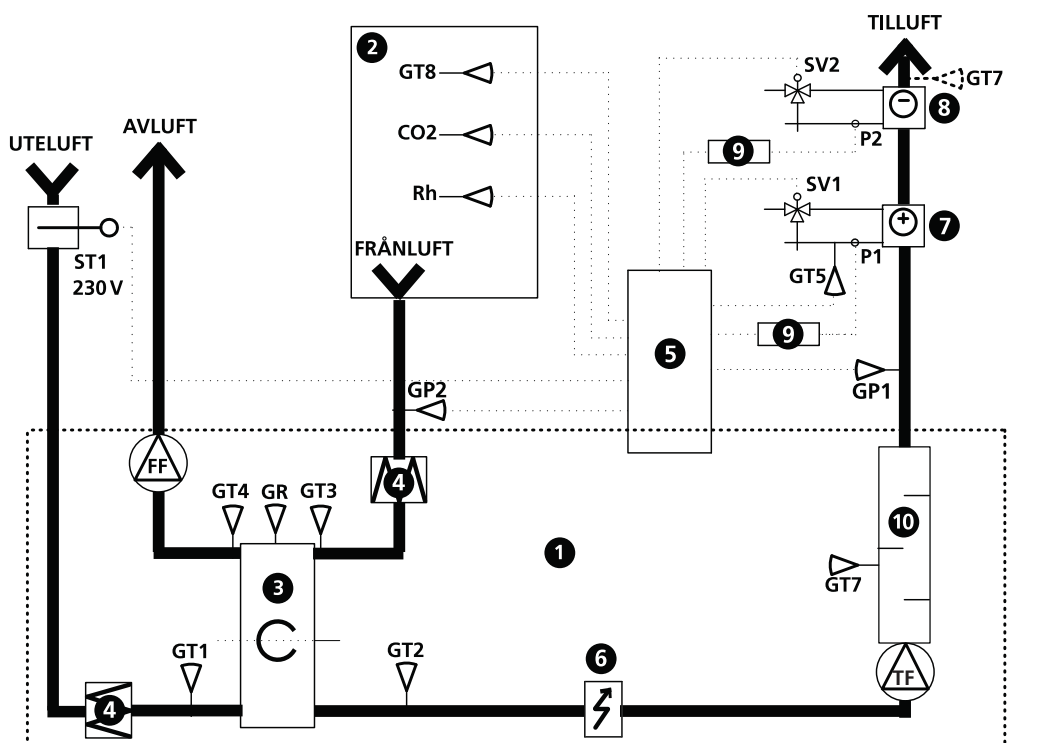 TILLUFT
2
SV2
GT8
GT7
−
8
AVLUFT
CO2
UTELUFT
P2
9
SV1
Rh
+
7
FRÅNLUFT
P1
ST1
230 V
GT5
9
5
GP2
GP1
FF
4
GT4
GR
GT3
10
1
3
GT7
GT1
GT2
6
TF
4